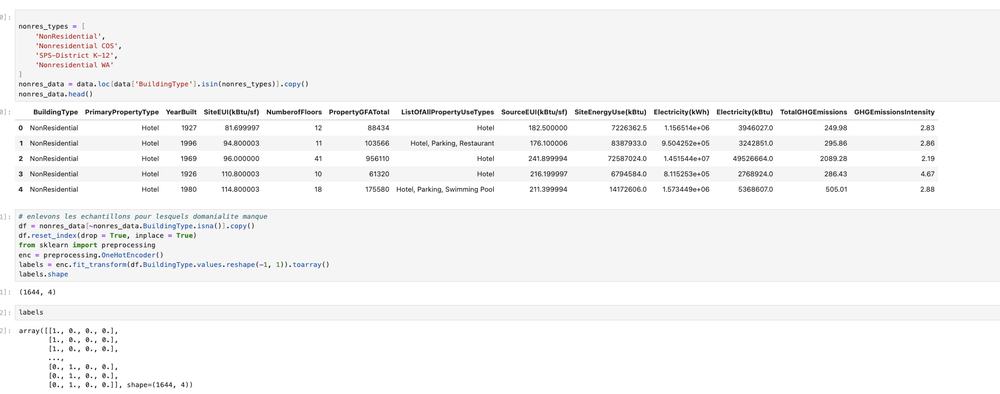 0]:
nonres_types = [
    'NonResidential',
    'Nonresidential COS',
    'SPS-District K-12',
    'Nonresidential WA'
]
nonres_data = data.loc[data['BuildingType'].isin(nonres_types)].copy()
nonres_data.head()
0]:
BuildingType PrimaryPropertyType YearBuilt SiteEUI(kBtu/sf) NumberofFloors PropertyGFATotal ListOfAllPropertyUseTypes SourceEUI(kBtu/sf) SiteEnergyUse(kBtu) Electricity(kWh) Electricity(kBtu) TotalGHGEmissions GHGEmissionsIntensity
0 NonResidential Hotel 1927 81.699997 12 88434 Hotel 182.500000 7226362.5 1.156514e+06 3946027.0 249.98 2.83
1 NonResidential Hotel 1996 94.800003 11 103566 Hotel, Parking, Restaurant 176.100006 8387933.0 9.504252e+05 3242851.0 295.86 2.86
2 NonResidential Hotel 1969 96.000000 41 956110 Hotel 241.899994 72587024.0 1.451544e+07 49526664.0 2089.28 2.19
3 NonResidential Hotel 1926 110.800003 10 61320 Hotel 216.199997 6794584.0 8.115253e+05 2768924.0 286.43 4.67
4 NonResidential Hotel 1980 114.800003 18 175580 Hotel, Parking, Swimming Pool 211.399994 14172606.0 1.573449e+06 5368607.0 505.01 2.88
1]: # enlevons les echantillons pour lesquels domanialite manque
df = nonres_data[~nonres_data.BuildingType.isna()].copy()
df.reset_index(drop = True, inplace = True)
from sklearn import preprocessing
enc = preprocessing.OneHotEncoder()
labels = enc.fit_transform(df.BuildingType.values.reshape(-1, 1)).toarray()
labels.shape
1]: (1644, 4)
2]: labels
2]: array([[1., 0., 0., 0.],
       [1., 0., 0., 0.],
       [1., 0., 0., 0.],
       ...,
       [0., 1., 0., 0.],
       [0., 1., 0., 0.],
       [0., 1., 0., 0.]], shape=(1644, 4))